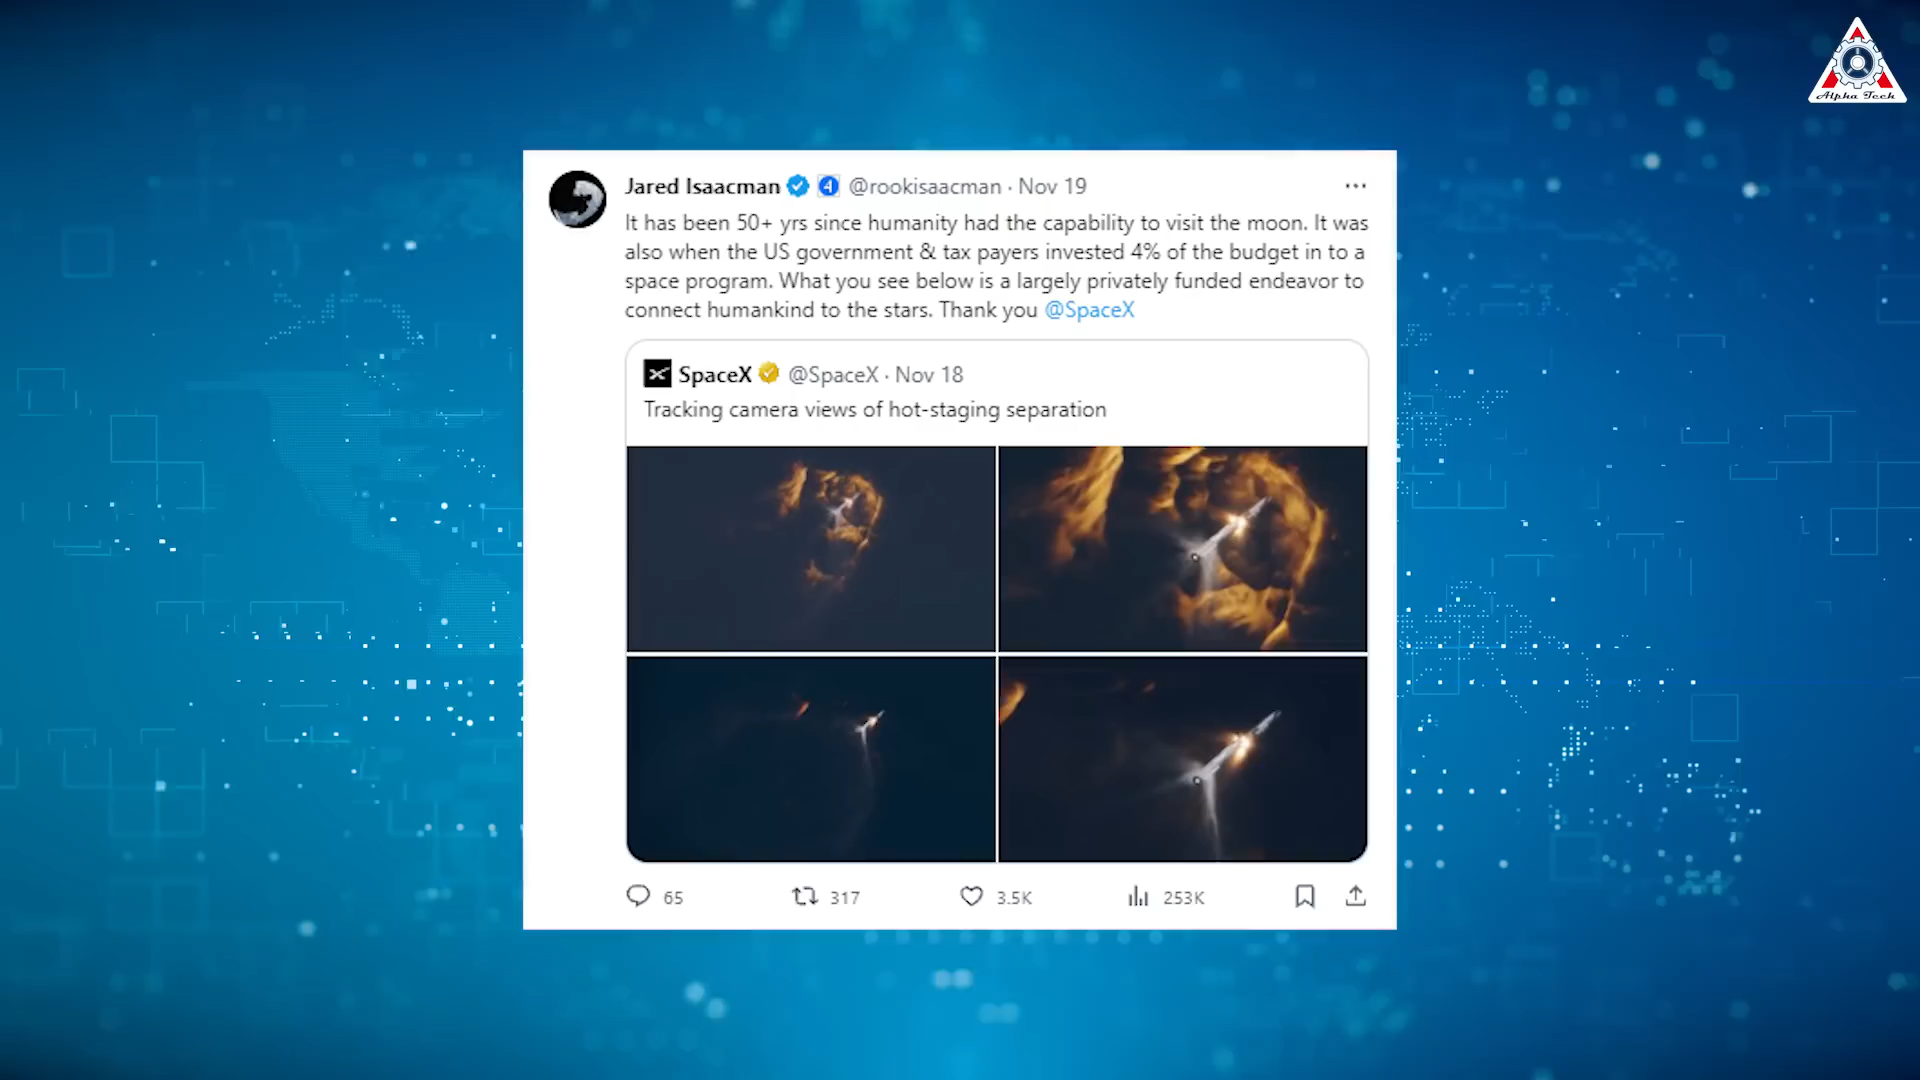 Alpha Tech
Jared Isaacman 4 @rookisaacman · Nov 19 ...
It has been 50+ yrs since humanity had the capability to visit the moon. It was
also when the US government & tax payers invested 4% of the budget in to a
space program. What you see below is a largely privately funded endeavor to
connect humankind to the stars. Thank you @SpaceX
SpaceX @SpaceX · Nov 18
Tracking camera views of hot-staging separation
65 317 3.5K 253K